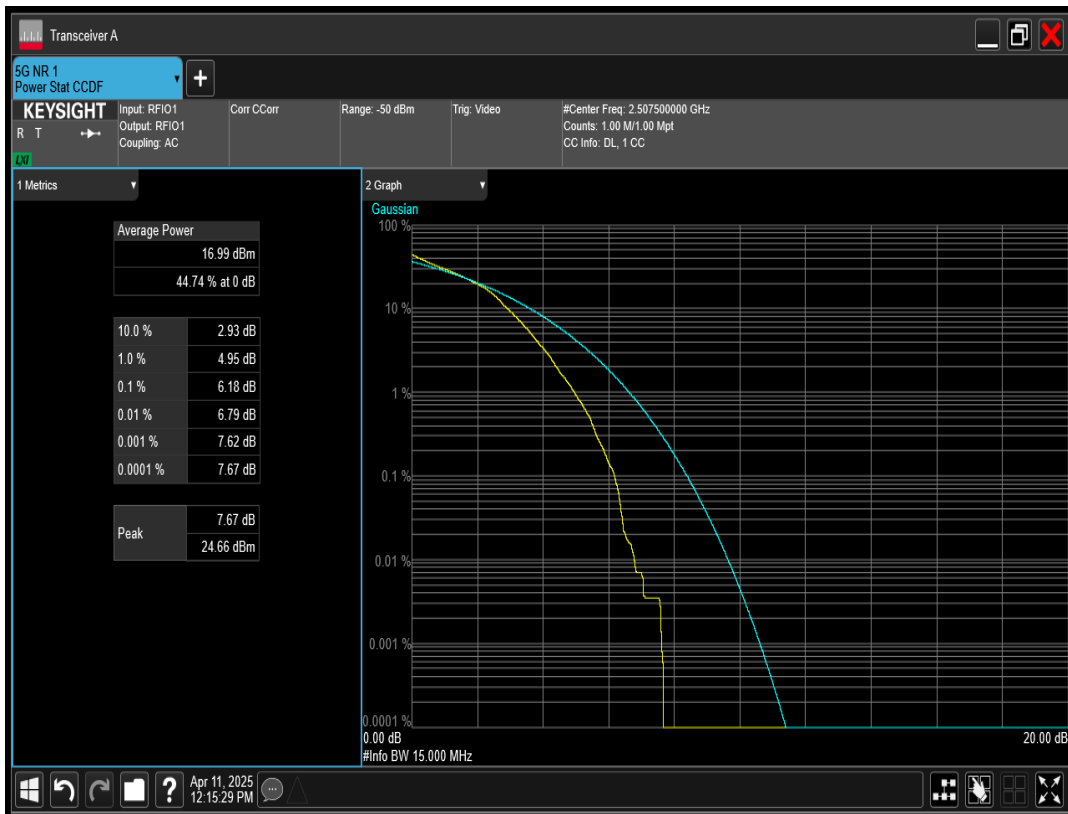 Transceiver A
5G NR 1
Power Stat CCDF
+
KEYSIGHT
R T
LXI
Input: RFIO1
Output: RFIO1
Coupling: AC
Corr CCorr
Range: -50 dBm
Trig: Video
#Center Freq: 2.507500000 GHz
Counts: 1.00 M/1.00 Mpt
CC Info: DL, 1 CC
1 Metrics
Average Power
16.99 dBm
44.74 % at 0 dB
10.0 % 2.93 dB
1.0 % 4.95 dB
0.1 % 6.18 dB
0.01 % 6.79 dB
0.001 % 7.62 dB
0.0001 % 7.67 dB
Peak
7.67 dB
24.66 dBm
2 Graph
Gaussian
100 %
10 %
1 %
0.1 %
0.01 %
0.001 %
0.0001 %
0.00 dB 20.00 dB
#Info BW 15.000 MHz
?
Apr 11, 2025
12:15:29 PM